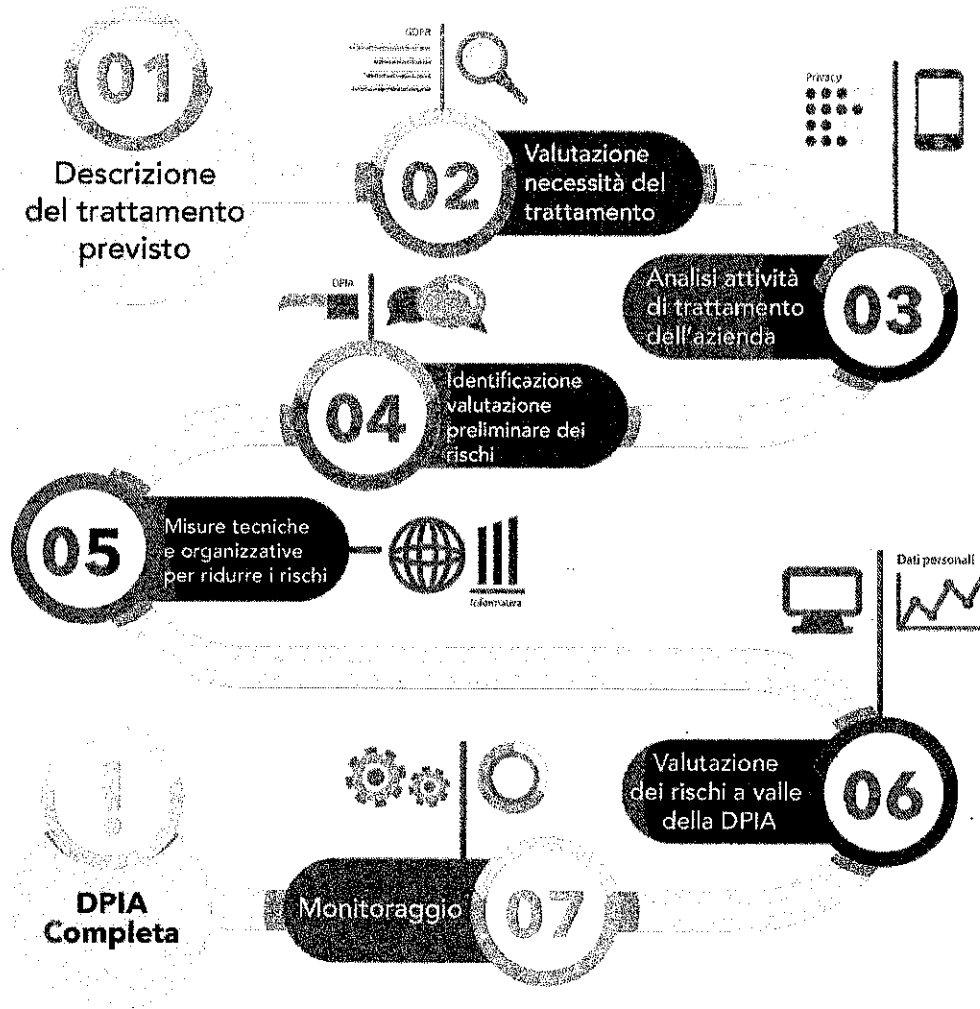 01
Descrizione
del trattamento
previsto
GDPR
02
Valutazione
necessità del
trattamento
Privacy
03
Analisi attività
di trattamento
dell'azienda
DPIA
04
Identificazione
valutazione
preliminare dei
rischi
05
Misure tecniche
e organizzative
per ridurre i rischi
Informativa
Dati personali
06
Valutazione
dei rischi a valle
della DPIA
07
Monitoraggio
!
DPIA
Completa